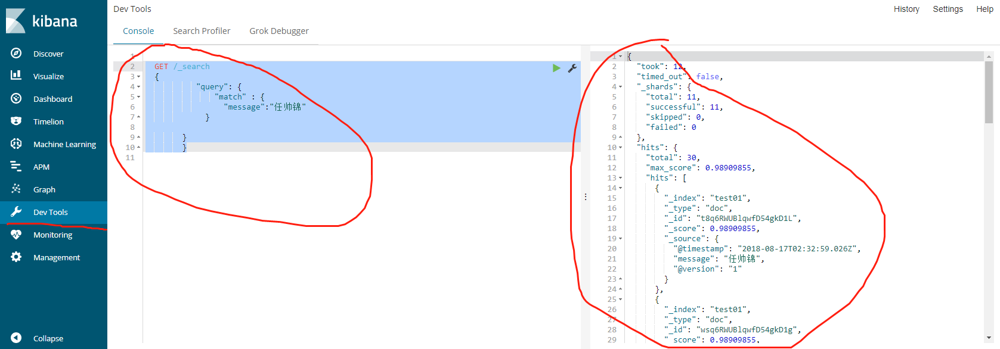 kibana
Discover
Visualize
Dashboard
Timelion
Machine Learning
APM
Graph
Dev Tools
Monitoring
Management
Collapse
Dev Tools
History Settings Help
Console Search Profiler Grok Debugger
1
2 GET /_search
3 {
4 "query": {
5 "match" : {
6 "message":"任帅锦"
7 }
8
9 }
10 }
11
1 {
2 "took": 12,
3 "timed_out": false,
4 "_shards": {
5 "total": 11,
6 "successful": 11,
7 "skipped": 0,
8 "failed": 0
9 },
10 "hits": {
11 "total": 30,
12 "max_score": 0.98909855,
13 "hits": [
14 {
15 "_index": "test01",
16 "_type": "doc",
17 "_id": "t8q6RWUBlqwfD54gkD1L",
18 "_score": 0.98909855,
19 "_source": {
20 "@timestamp": "2018-08-17T02:32:59.026Z",
21 "message": "任帅锦",
22 "@version": "1"
23 }
24 },
25 {
26 "_index": "test01",
27 "_type": "doc",
28 "_id": "wsq6RWUBlqwfD54gkD1g",
29 "_score": 0.98909855,